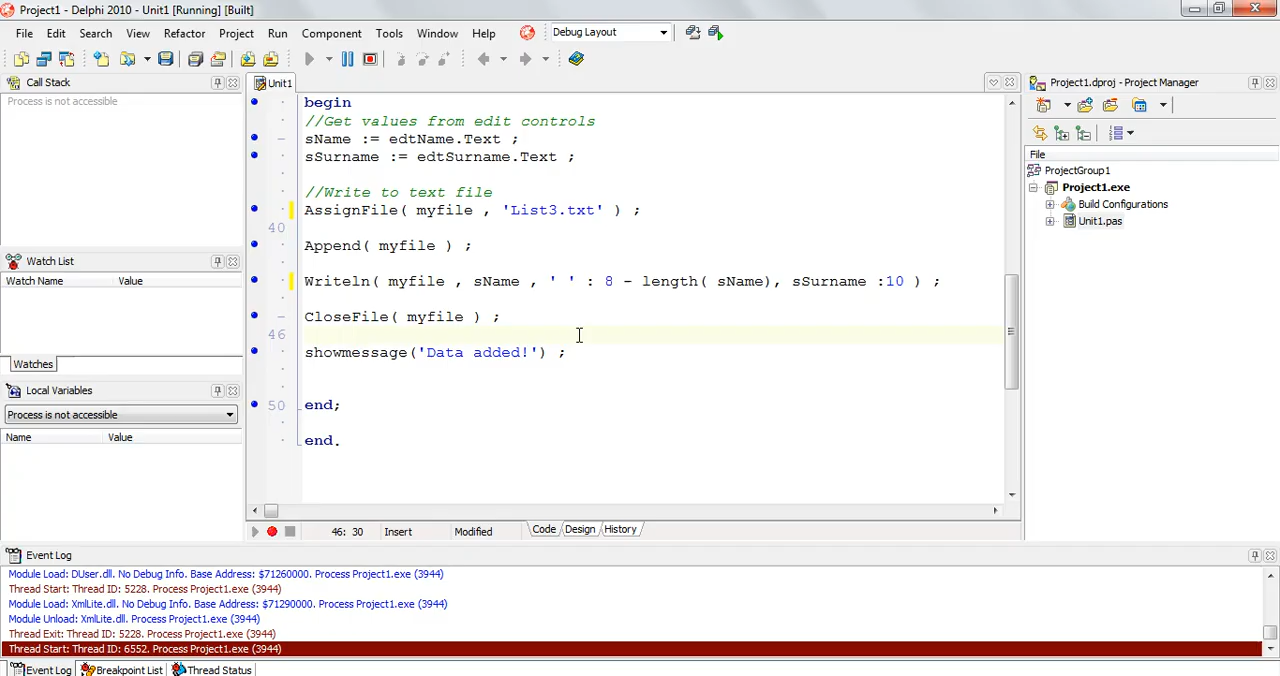 Project1 - Delphi 2010 - Unit1 [Running] [Built]
File Edit Search View Refactor Project Run Component Tools Window Help Debug Layout
Call Stack
Process is not accessible
Watch List
Watch Name Value
Watches
Local Variables
Process is not accessible
Name Value
Unit1
begin
//Get values from edit controls
sName := edtName.Text ;
sSurname := edtSurname.Text ;
//Write to text file
AssignFile( myfile , 'List3.txt' ) ;
40
Append( myfile ) ;
Writeln( myfile , sName , ' ' : 8 - length( sName), sSurname :10 ) ;
CloseFile( myfile ) ;
46
showmessage('Data added!') ;
50 end;
end.
46: 30 Insert Modified Code Design History
Project1.dproj - Project Manager
File
ProjectGroup1
Project1.exe
Build Configurations
Unit1.pas
Event Log
Module Load: DUser.dll. No Debug Info. Base Address: $71260000. Process Project1.exe (3944)
Thread Start: Thread ID: 5228. Process Project1.exe (3944)
Module Load: XmlLite.dll. No Debug Info. Base Address: $71290000. Process Project1.exe (3944)
Module Unload: XmlLite.dll. Process Project1.exe (3944)
Thread Exit: Thread ID: 5228. Process Project1.exe (3944)
Thread Start: Thread ID: 6552. Process Project1.exe (3944)
Event Log Breakpoint List Thread Status